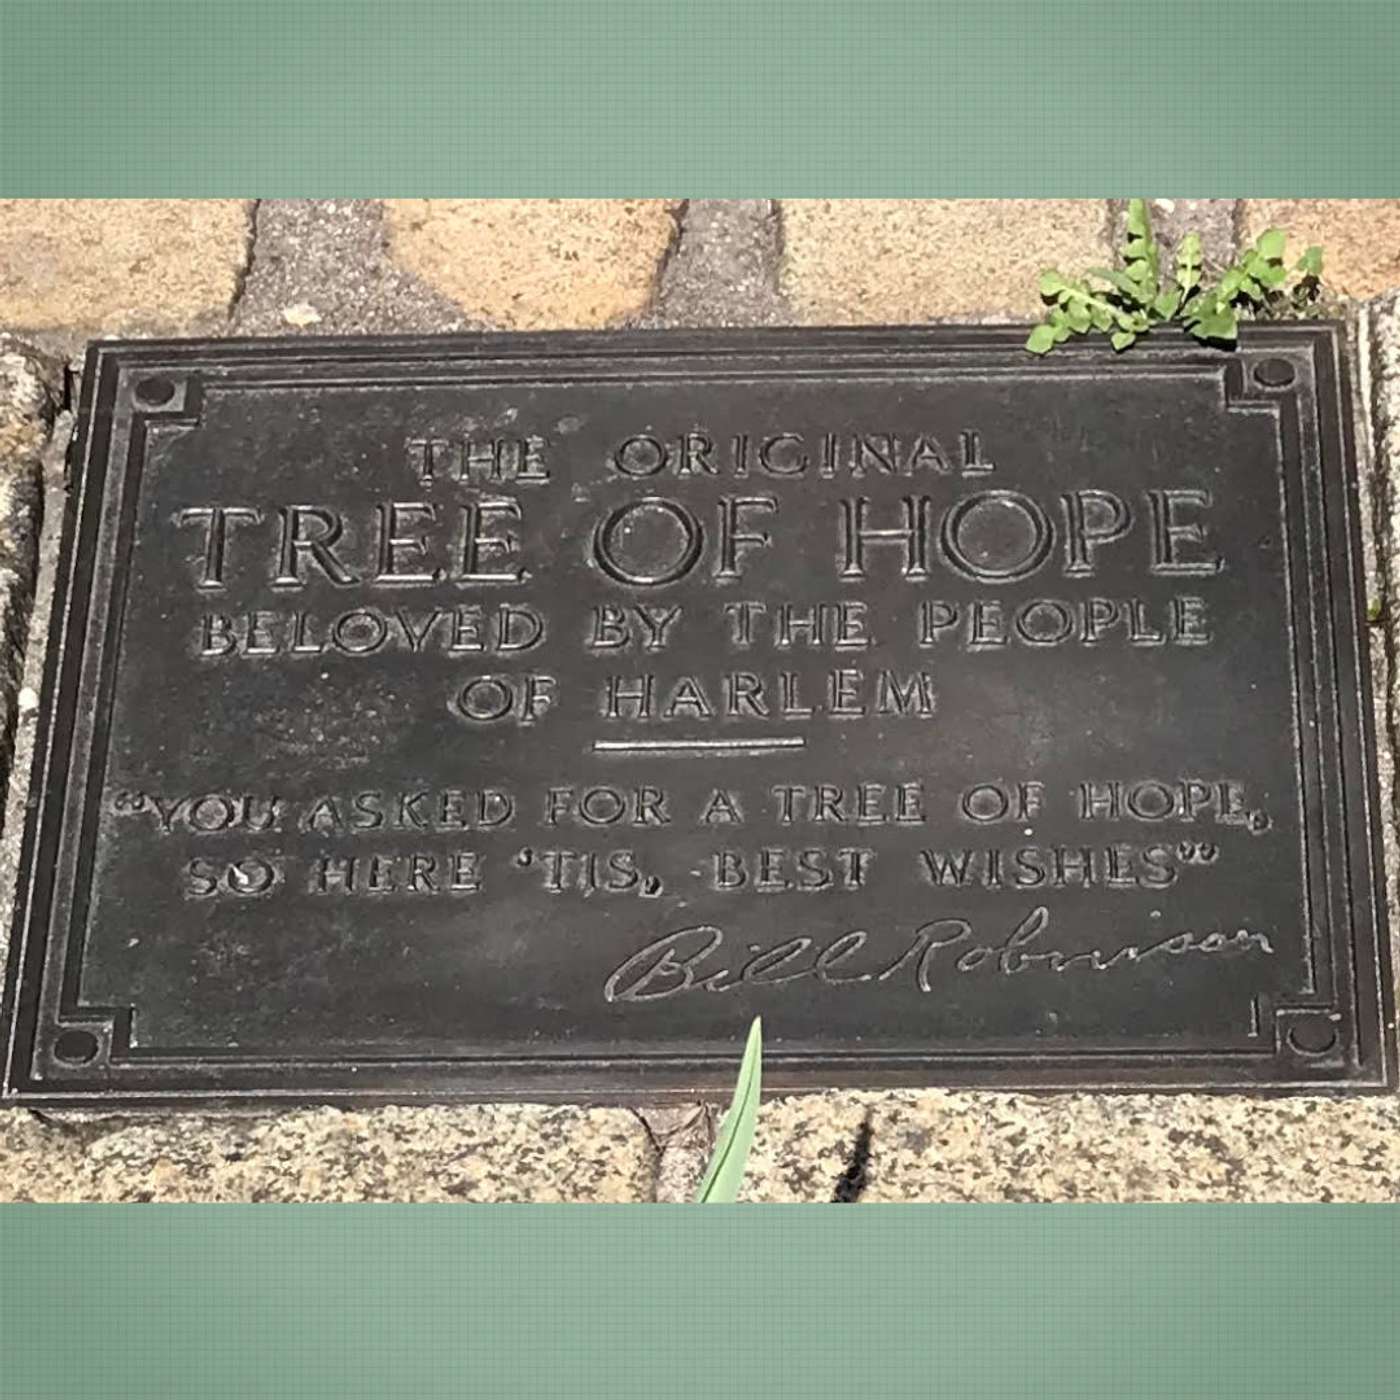 THE ORIGINAL
TREE OF HOPE
BELOVED BY THE PEOPLE
OF HARLEM
"YOU ASKED FOR A TREE OF HOPE,
SO HERE 'TIS, BEST WISHES"
Bill Robinson